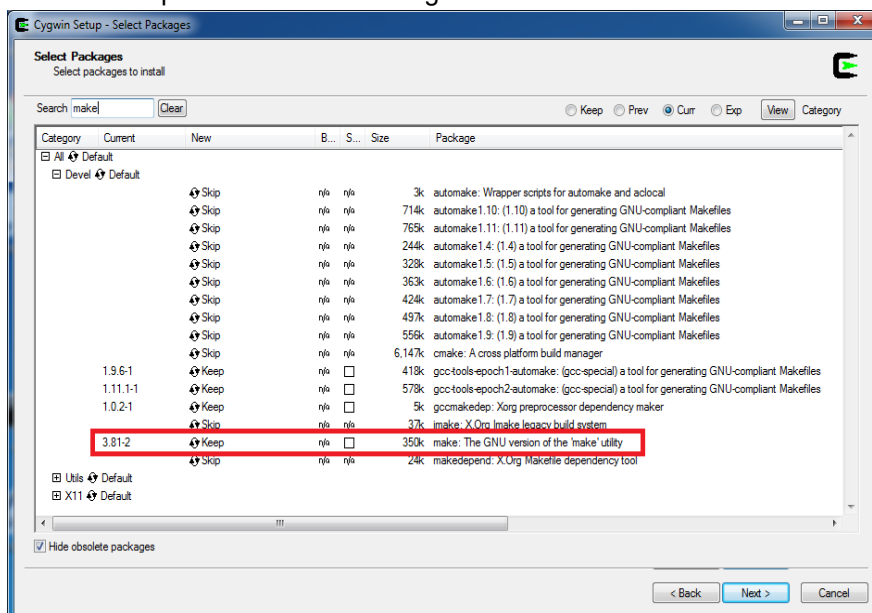 Cygwin Setup - Select Packages
Select Packages
Select packages to install
Search make Clear Keep Prev Curr Exp View Category
Category Current New B... S... Size Package
All Default
Devel Default
Skip n/a n/a 3k automake: Wrapper scripts for automake and aclocal
Skip n/a n/a 714k automake1.10: (1.10) a tool for generating GNU-compliant Makefiles
Skip n/a n/a 765k automake1.11: (1.11) a tool for generating GNU-compliant Makefiles
Skip n/a n/a 244k automake1.4: (1.4) a tool for generating GNU-compliant Makefiles
Skip n/a n/a 328k automake1.5: (1.5) a tool for generating GNU-compliant Makefiles
Skip n/a n/a 363k automake1.6: (1.6) a tool for generating GNU-compliant Makefiles
Skip n/a n/a 424k automake1.7: (1.7) a tool for generating GNU-compliant Makefiles
Skip n/a n/a 497k automake1.8: (1.8) a tool for generating GNU-compliant Makefiles
Skip n/a n/a 556k automake1.9: (1.9) a tool for generating GNU-compliant Makefiles
Skip n/a n/a 6,147k cmake: A cross platform build manager
1.9.6-1 Keep n/a 418k gcc-tools-epoch1-automake: (gcc-special) a tool for generating GNU-compliant Makefiles
1.11.1-1 Keep n/a 578k gcc-tools-epoch2-automake: (gcc-special) a tool for generating GNU-compliant Makefiles
1.0.2-1 Keep n/a 5k gccmakedep: Xorg preprocessor dependency maker
Skip n/a n/a 37k imake: X.Org Imake legacy build system
3.81-2 Keep n/a 350k make: The GNU version of the 'make' utility
Skip n/a n/a 24k makedepend: X.Org Makefile dependency tool
Utils Default
X11 Default
Hide obsolete packages
< Back Next > Cancel